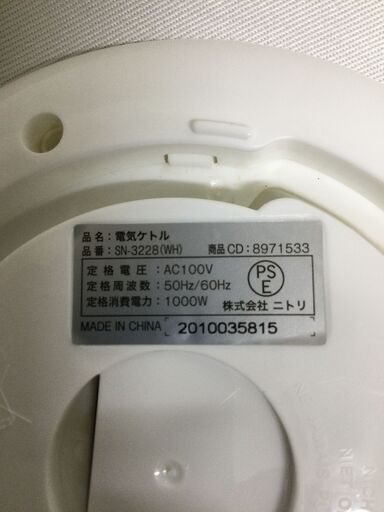 品名：電気ケトル
品番：SN-3228(WH) 商品CD：8971533
定格電圧：AC100V
定格周波数：50Hz/60Hz
定格消費電力：1000W
PS
E
株式会社 ニトリ
MADE IN CHINA 2010035815